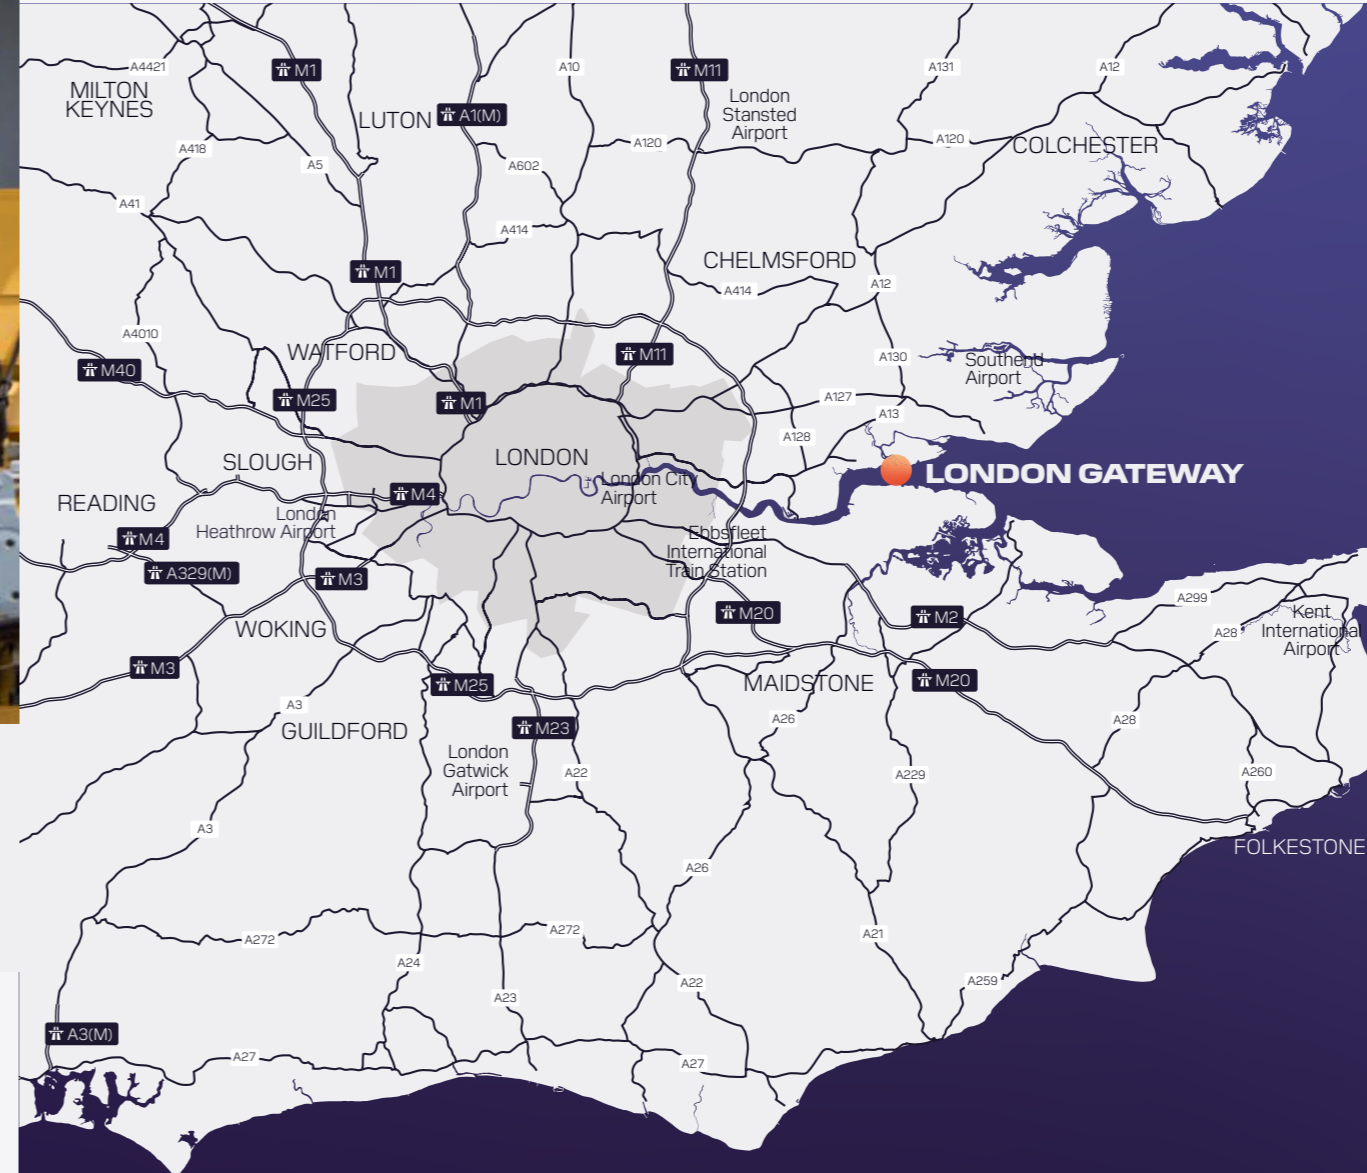 A4421
M1
A10
M11
A131
A12
MILTON
KEYNES
London
Stansted
Airport
LUTON
A1(M)
A418
A5
A602
A120
A120
COLCHESTER
A41
A414
CHELMSFORD
M1
A414
A12
A4010
WATFORD
M11
A130
Southend
Airport
M40
M25
M1
A127
A13
A128
SLOUGH
LONDON
LONDON GATEWAY
London City
Airport
M4
READING
London
Heathrow Airport
M4
Ebbsfleet
International
Train Station
A329(M)
M3
A299
M20
M2
Kent
International
Airport
A28
WOKING
M3
M25
MAIDSTONE
M20
A3
A26
A28
GUILDFORD
M23
London
Gatwick
Airport
A22
A229
A260
A3
FOLKESTONE
A26
A272
A272
A21
A24
A22
A259
A23
A3(M)
A27
A27